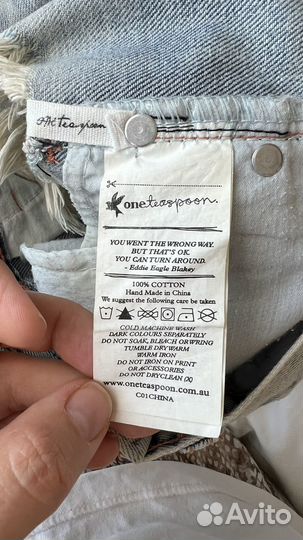 One teaspoon
oneteaspoon.
YOU WENT THE WRONG WAY.
BUT THAT'S OK.
YOU CAN TURN AROUND.
- Eddie Eagle Blakey
100% COTTON
Hand Made in China
We suggest the following care be taken
COLD MACHINE WASH
DARK COLOURS SEPARATELY
DO NOT SOAK, BLEACH OR WRING
TUMBLE DRY WARM
WARM IRON
DO NOT IRON ON PRINT
OR ACCESSORIES
DO NOT DRYCLEAN (X)
www.oneteaspoon.com.au
C01CHINA
Avito